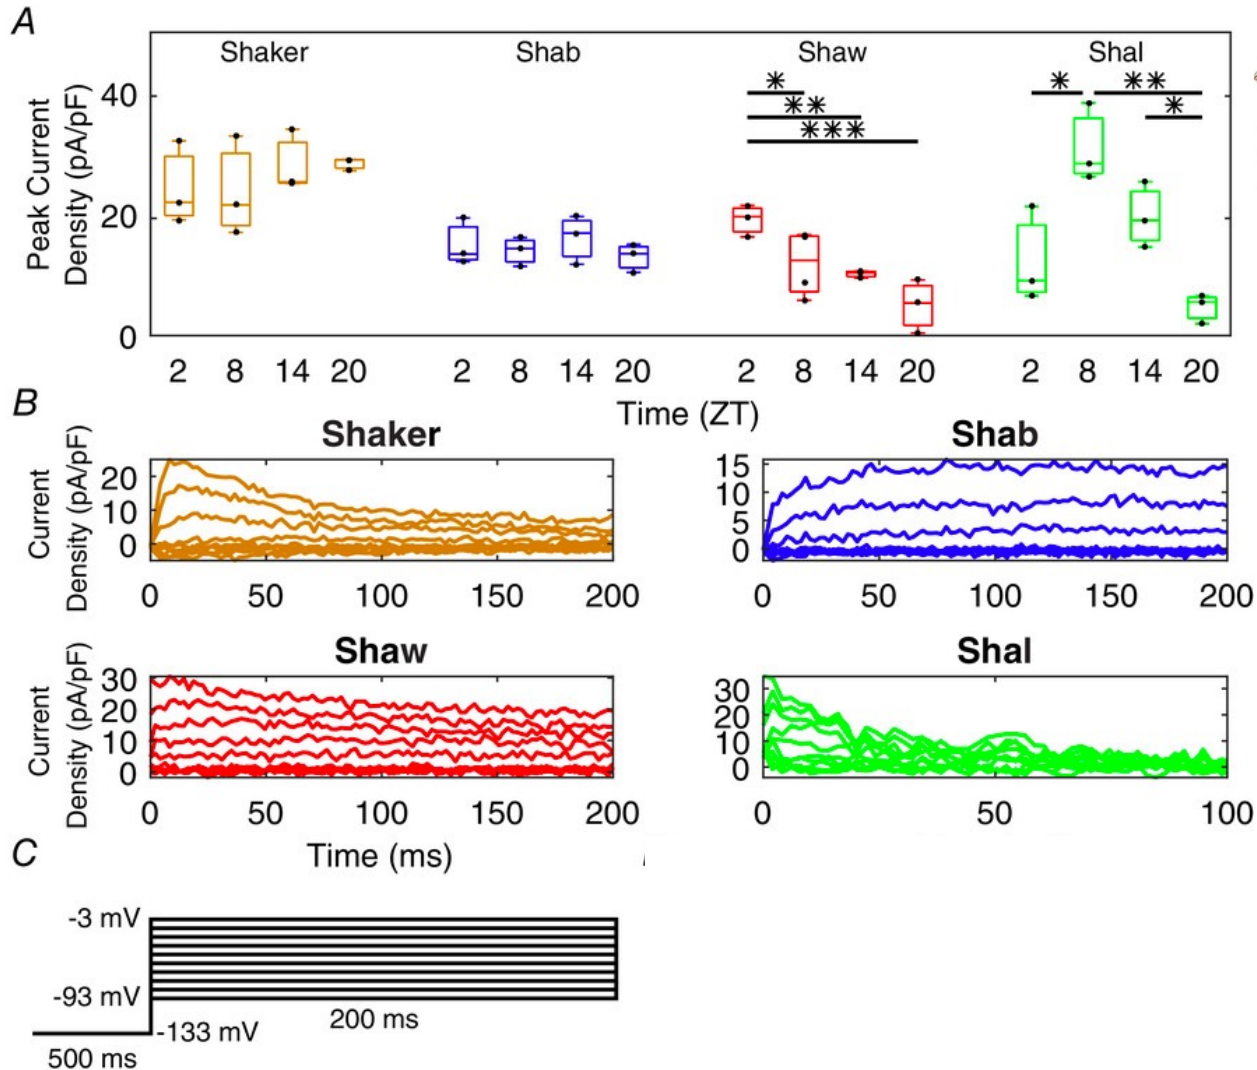 A
Shaker Shab Shaw Shal
* * ** ** * ***
Peak Current
Density (pA/pF)
40
20
0
2 8 14 20 2 8 14 20 2 8 14 20 2 8 14 20
Time (ZT)
B
Shaker
Current
Density (pA/pF)
20
10
0
0 50 100 150 200
Shab
15
10
5
0
0 50 100 150 200
Shaw
Current
Density (pA/pF)
30
20
10
0
0 50 100 150 200
Time (ms)
Shal
30
20
10
0
0 50 100
C
-3 mV
-93 mV
200 ms
-133 mV
500 ms